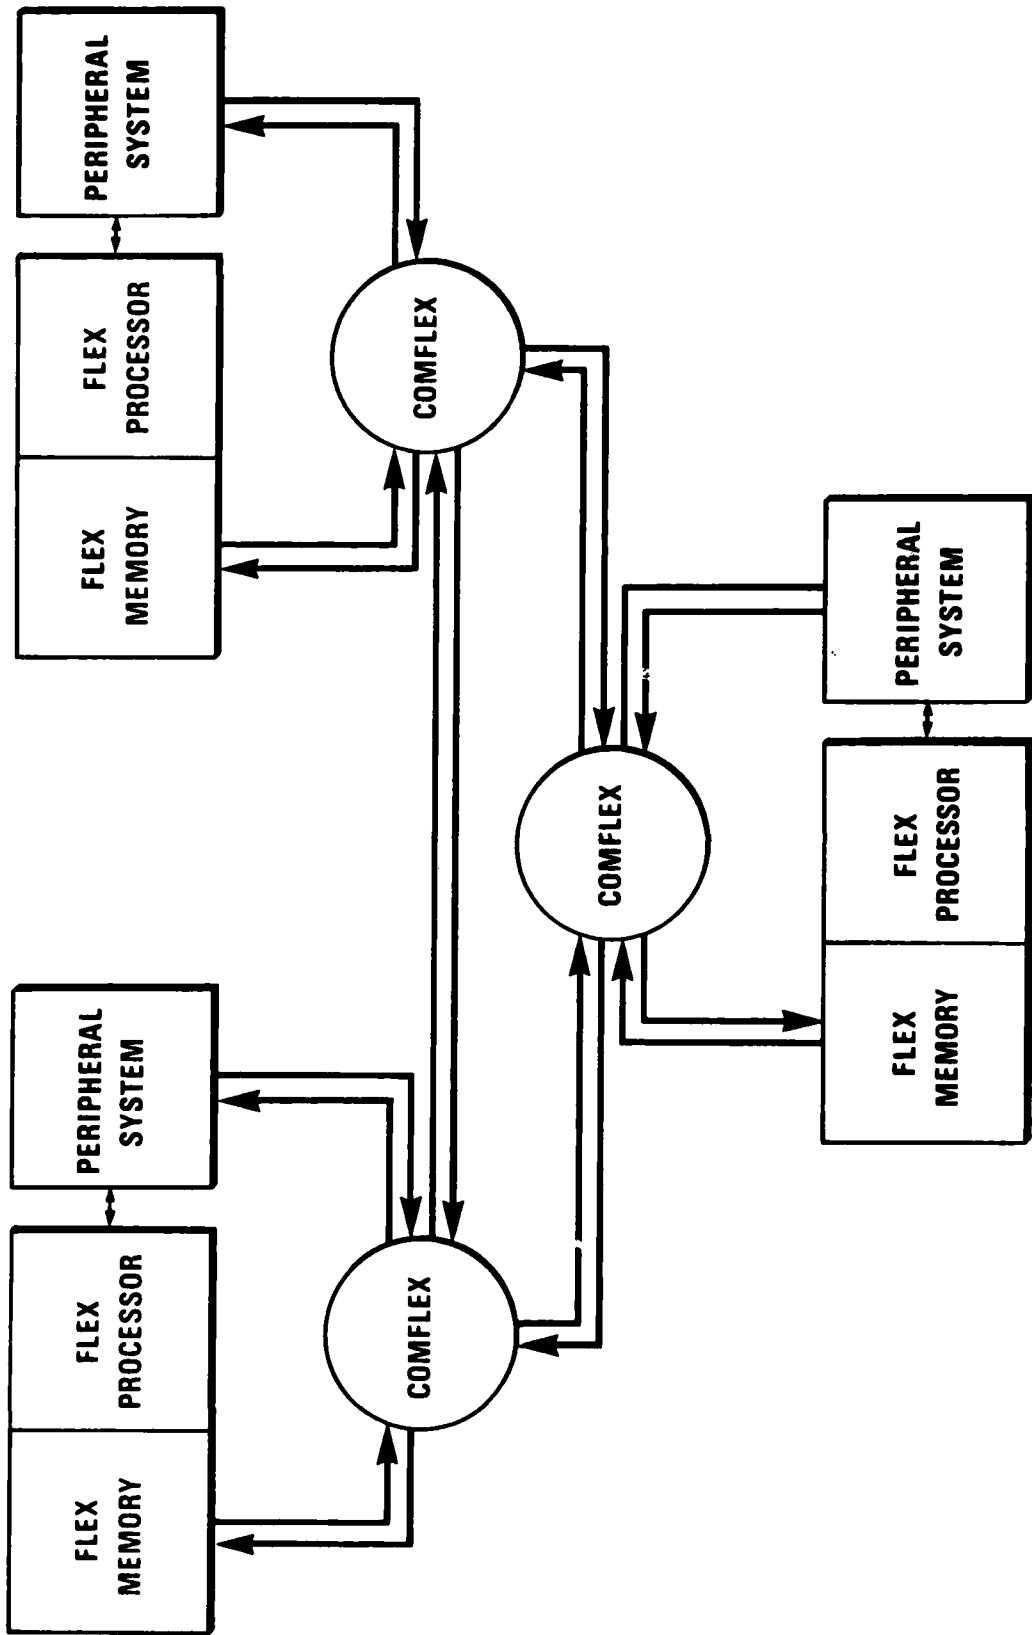 FLEX
MEMORY
FLEX
PROCESSOR
PERIPHERAL
SYSTEM
FLEX
MEMORY
FLEX
PROCESSOR
PERIPHERAL
SYSTEM
COMFLEX
COMFLEX
COMFLEX
FLEX
MEMORY
FLEX
PROCESSOR
PERIPHERAL
SYSTEM